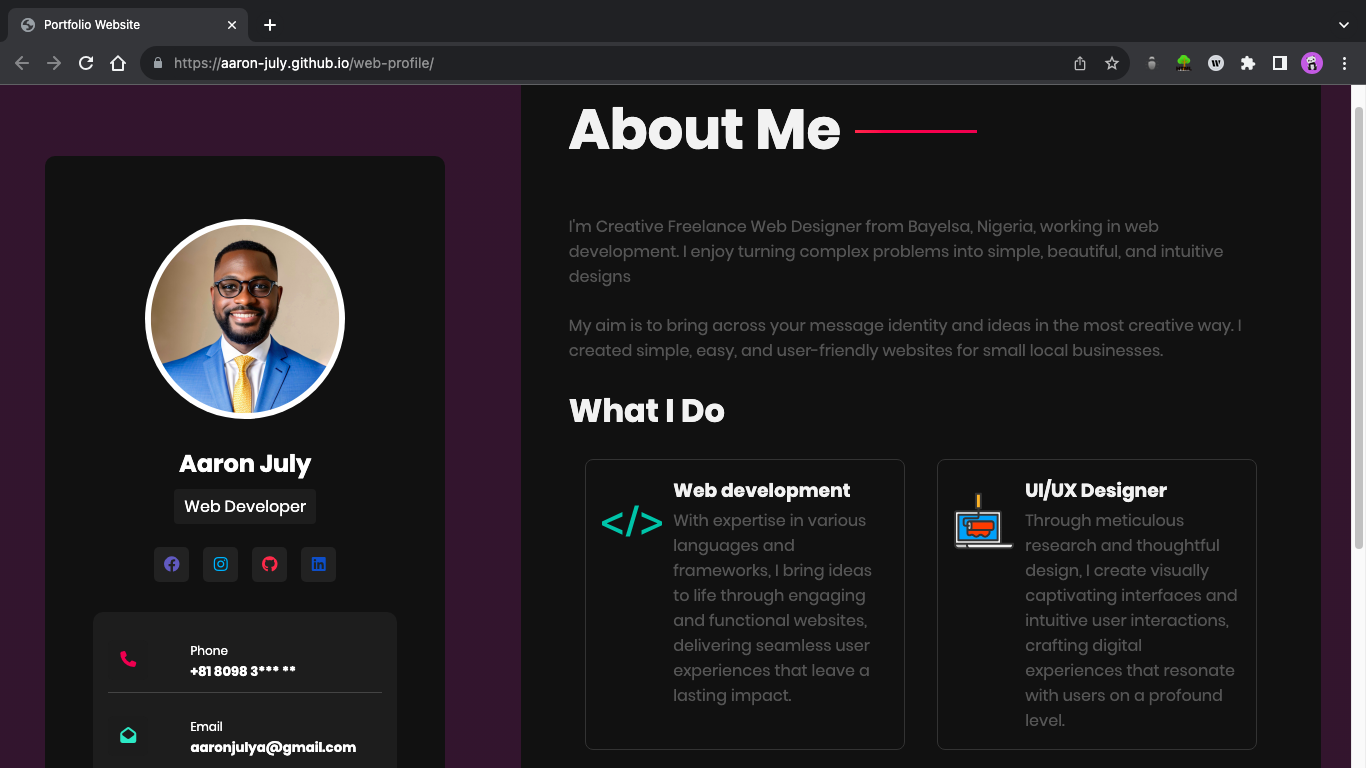 Portfolio Website
https://aaron-july.github.io/web-profile/
W
Aaron July
Web Developer
Phone
+81 8098 3*** **
Email
aaronjulya@gmail.com
About Me
I'm Creative Freelance Web Designer from Bayelsa, Nigeria, working in web
development. I enjoy turning complex problems into simple, beautiful, and intuitive
designs
My aim is to bring across your message identity and ideas in the most creative way. I
created simple, easy, and user-friendly websites for small local businesses.
What I Do
</>
Web development
With expertise in various
languages and
frameworks, I bring ideas
to life through engaging
and functional websites,
delivering seamless user
experiences that leave a
lasting impact.
UI/UX Designer
Through meticulous
research and thoughtful
design, I create visually
captivating interfaces and
intuitive user interactions,
crafting digital
experiences that resonate
with users on a profound
level.